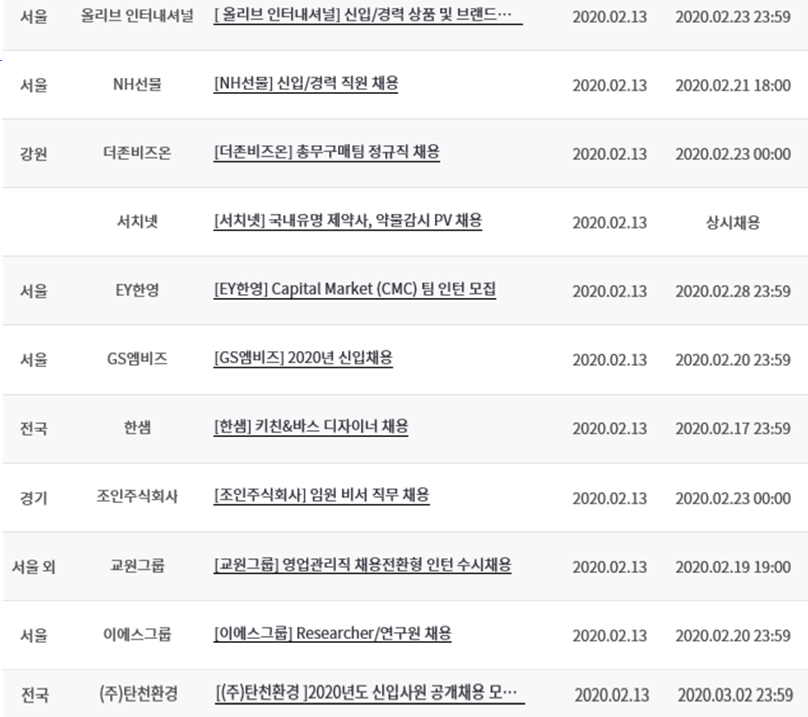 서울 올리브 인터내셔널 [ 올리브 인터내셔널] 신입/경력 상품 및 브랜드… 2020.02.13 2020.02.23 23:59
서울 NH선물 [NH선물] 신입/경력 직원 채용 2020.02.13 2020.02.21 18:00
강원 더존비즈온 [더존비즈온] 총무구매팀 정규직 채용 2020.02.13 2020.02.23 00:00
서치넷 [서치넷] 국내유명 제약사, 약물감시 PV 채용 2020.02.13 상시채용
서울 EY한영 [EY한영] Capital Market (CMC) 팀 인턴 모집 2020.02.13 2020.02.28 23:59
서울 GS엠비즈 [GS엠비즈] 2020년 신입채용 2020.02.13 2020.02.20 23:59
전국 한샘 [한샘] 키친&바스 디자이너 채용 2020.02.13 2020.02.17 23:59
경기 조인주식회사 [조인주식회사] 임원 비서 직무 채용 2020.02.13 2020.02.23 00:00
서울 외 교원그룹 [교원그룹] 영업관리직 채용전환형 인턴 수시채용 2020.02.13 2020.02.19 19:00
서울 이에스그룹 [이에스그룹] Researcher/연구원 채용 2020.02.13 2020.02.20 23:59
전국 (주)탄천환경 [(주)탄천환경 ]2020년도 신입사원 공개채용 모… 2020.02.13 2020.03.02 23:59